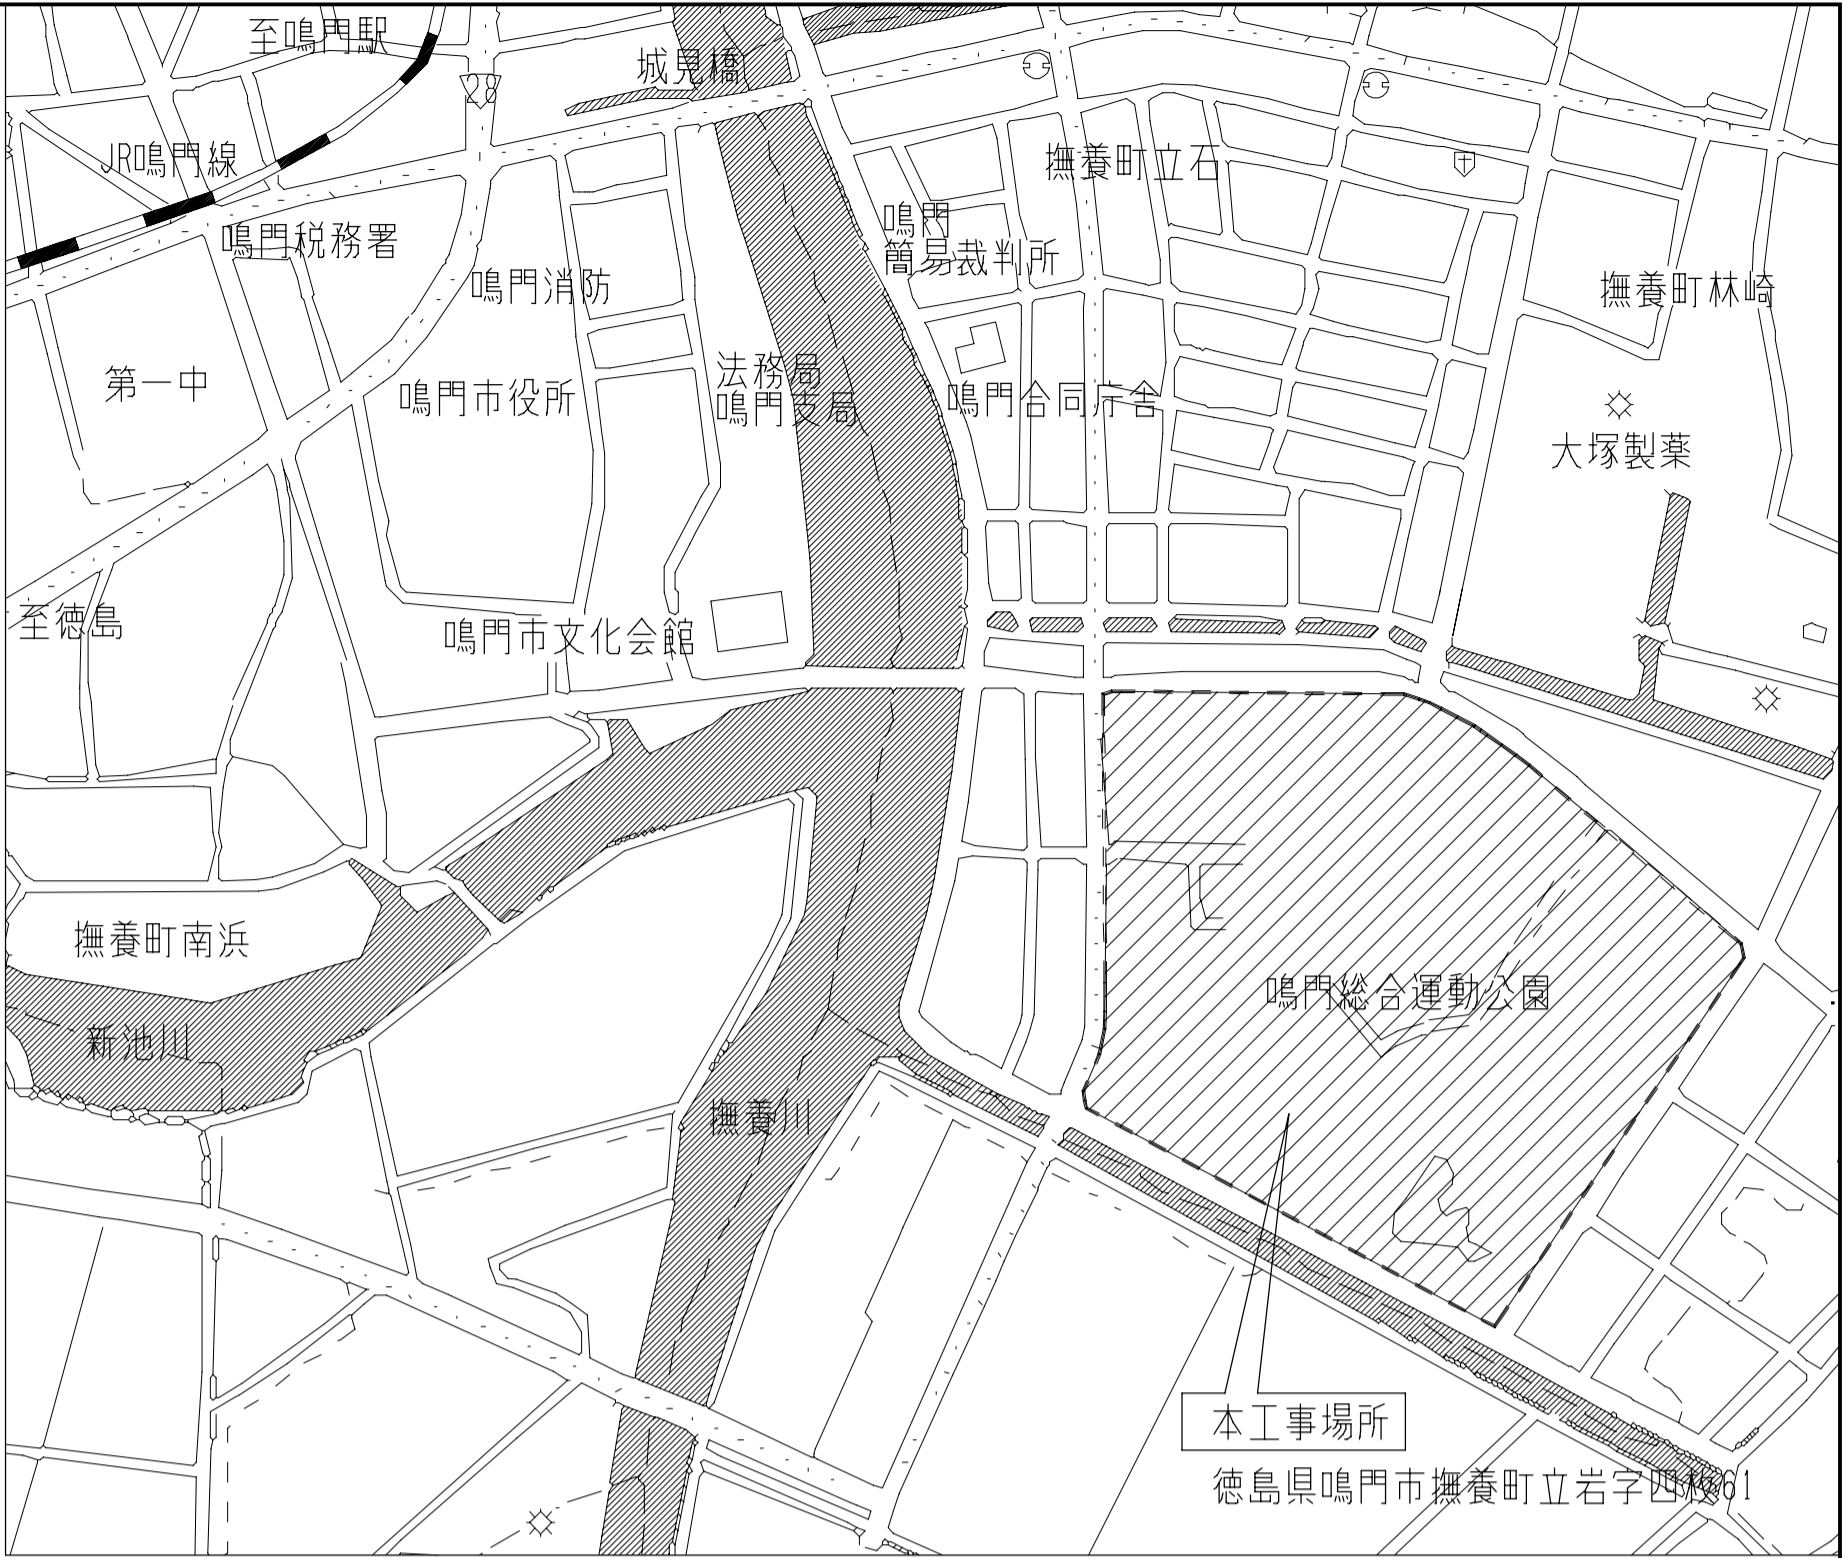 至鳴門駅
城見橋
28
JR鳴門線
撫養町立石
鳴門税務署
鳴門
簡易裁判所
鳴門消防
撫養町林崎
第一中
鳴門市役所
法務局
鳴門支局
鳴門合同庁舎
大塚製薬
至徳島
鳴門市文化会館
撫養町南浜
鳴門総合運動公園
新池川
撫養川
本工事場所
徳島県鳴門市撫養町立岩字四枚61